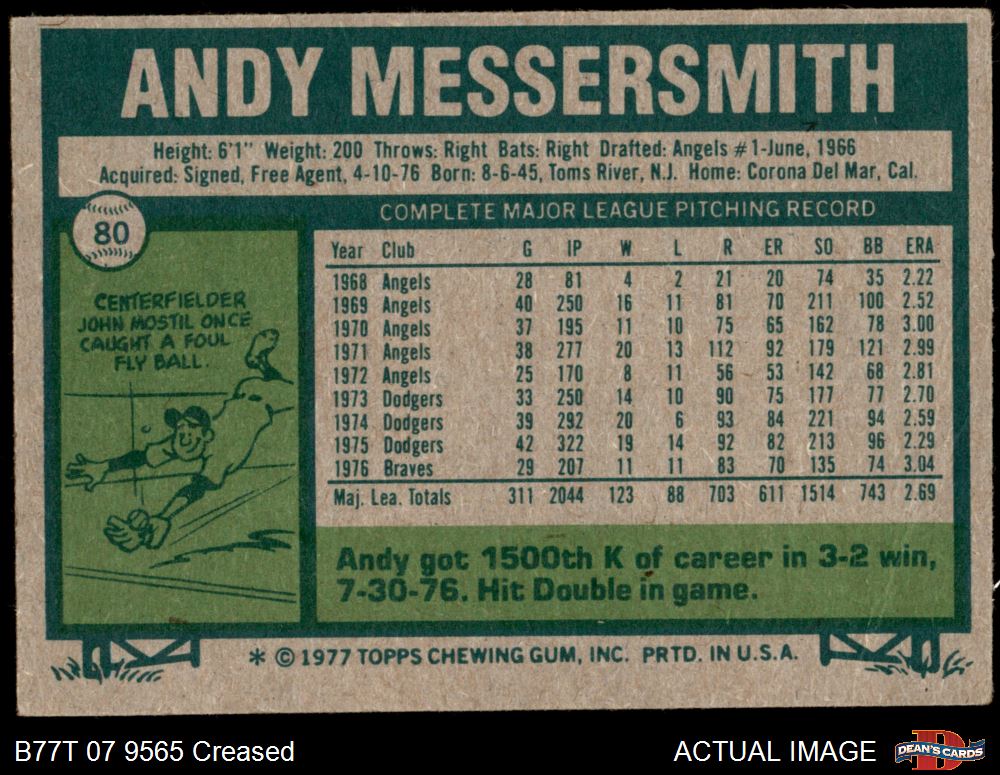 ANDY MESSERSMITH
Height: 6'1" Weight: 200 Throws: Right Bats: Right Drafted: Angels #1-June, 1966
Acquired: Signed, Free Agent, 4-10-76 Born: 8-6-45, Toms River, N.J. Home: Corona Del Mar, Cal.
80
CENTERFIELDER
JOHN MOSTIL ONCE
CAUGHT A FOUL
FLY BALL.
COMPLETE MAJOR LEAGUE PITCHING RECORD
Year Club G IP W L R ER SO BB ERA
1968 Angels 28 81 4 2 21 20 74 35 2.22
1969 Angels 40 250 16 11 81 70 211 100 2.52
1970 Angels 37 195 11 10 75 65 162 78 3.00
1971 Angels 38 277 20 13 112 92 179 121 2.99
1972 Angels 25 170 8 11 56 53 142 68 2.81
1973 Dodgers 33 250 14 10 90 75 177 77 2.70
1974 Dodgers 39 292 20 6 93 84 221 94 2.59
1975 Dodgers 42 322 19 14 92 82 213 96 2.29
1976 Braves 29 207 11 11 83 70 135 74 3.04
Maj. Lea. Totals 311 2044 123 88 703 611 1514 743 2.69
Andy got 1500th K of career in 3-2 win,
7-30-76. Hit Double in game.
* © 1977 TOPPS CHEWING GUM, INC. PRTD. IN U.S.A.
B77T 07 9565 Creased
ACTUAL IMAGE
D
DEAN'S CARDS